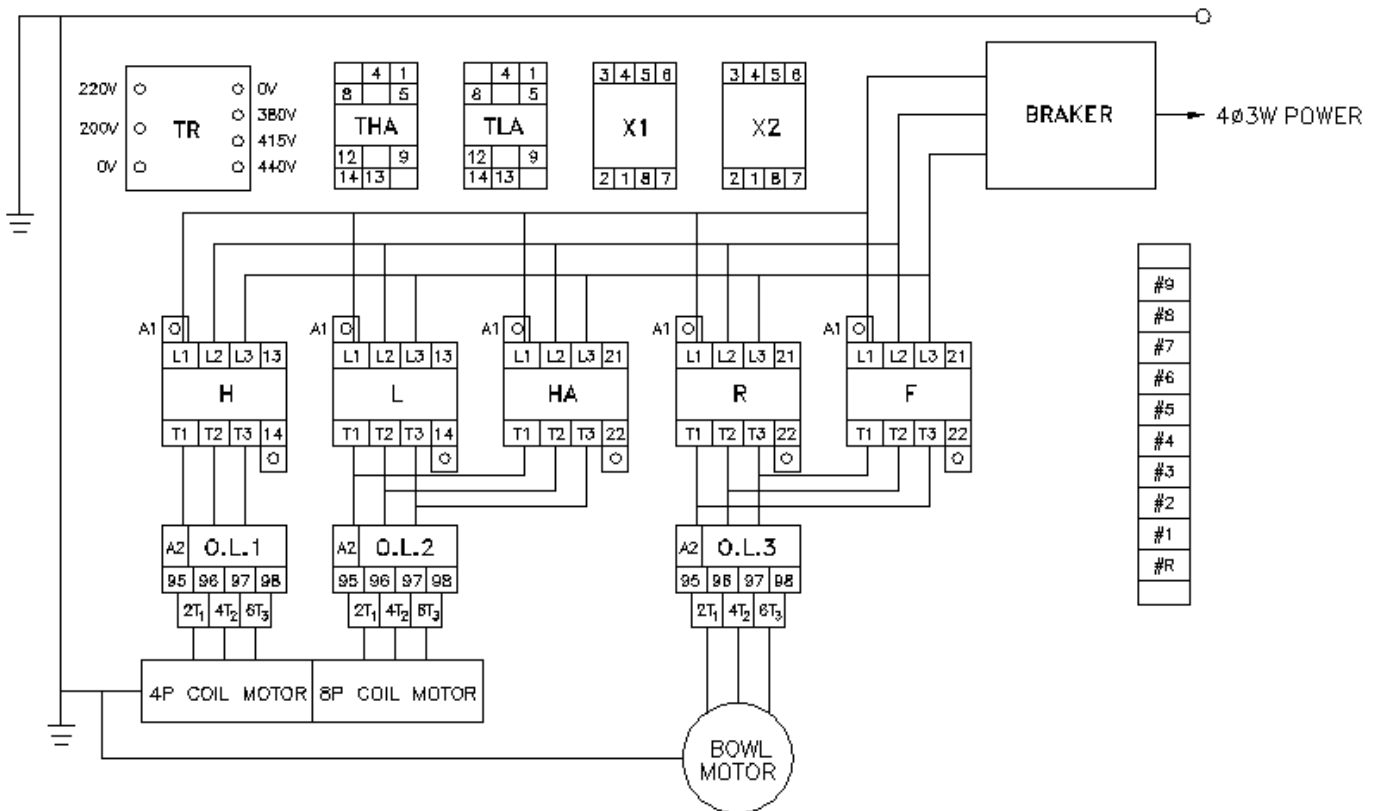 220V 0V
380V
200V TR 415V
0V 440V
4 1
8 5
THA
12 9
14 13
4 1
8 5
TLA
12 9
14 13
3 4 5 6
X1
2 1 8 7
3 4 5 6
X2
2 1 8 7
BRAKER
4ø3W POWER
A1
L1 L2 L3 13
H
T1 T2 T3 14
A1
L1 L2 L3 13
L
T1 T2 T3 14
A1
L1 L2 L3 21
HA
T1 T2 T3 22
A1
L1 L2 L3 21
R
T1 T2 T3 22
A1
L1 L2 L3 21
F
T1 T2 T3 22
#9
#8
#7
#6
#5
#4
#3
#2
#1
#R
A2 O.L.1
95 96 97 98
2T1 4T2 6T3
A2 O.L.2
95 96 97 98
2T1 4T2 6T3
A2 O.L.3
95 96 97 98
2T1 4T2 6T3
4P COIL MOTOR
8P COIL MOTOR
BOWL
MOTOR